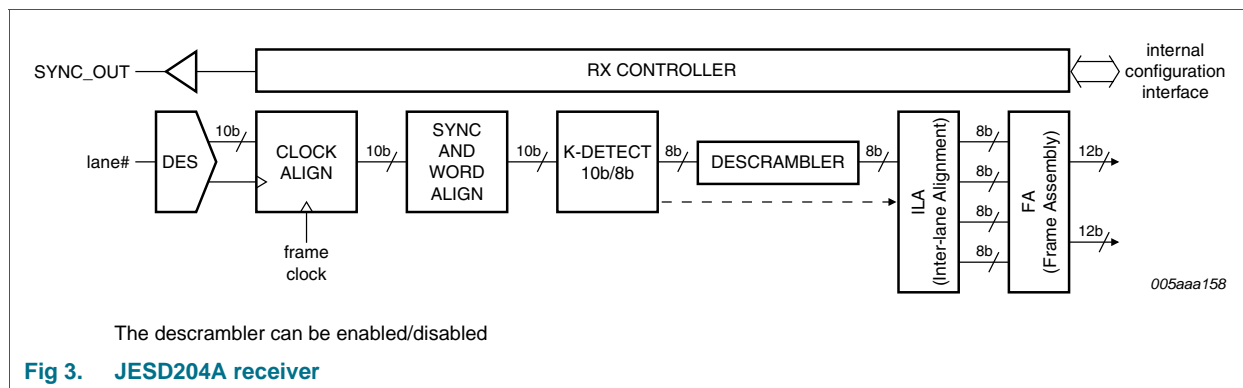 SYNC_OUT
RX CONTROLLER
internal
configuration
interface
lane#
DES
10b
CLOCK
ALIGN
10b
SYNC
AND
WORD
ALIGN
10b
K-DETECT
10b/8b
8b
DESCRAMBLER
8b
ILA
(Inter-lane Alignment)
8b
8b
8b
8b
FA
(Frame Assembly)
12b
12b
frame
clock
005aaa158
The descrambler can be enabled/disabled
Fig 3. JESD204A receiver